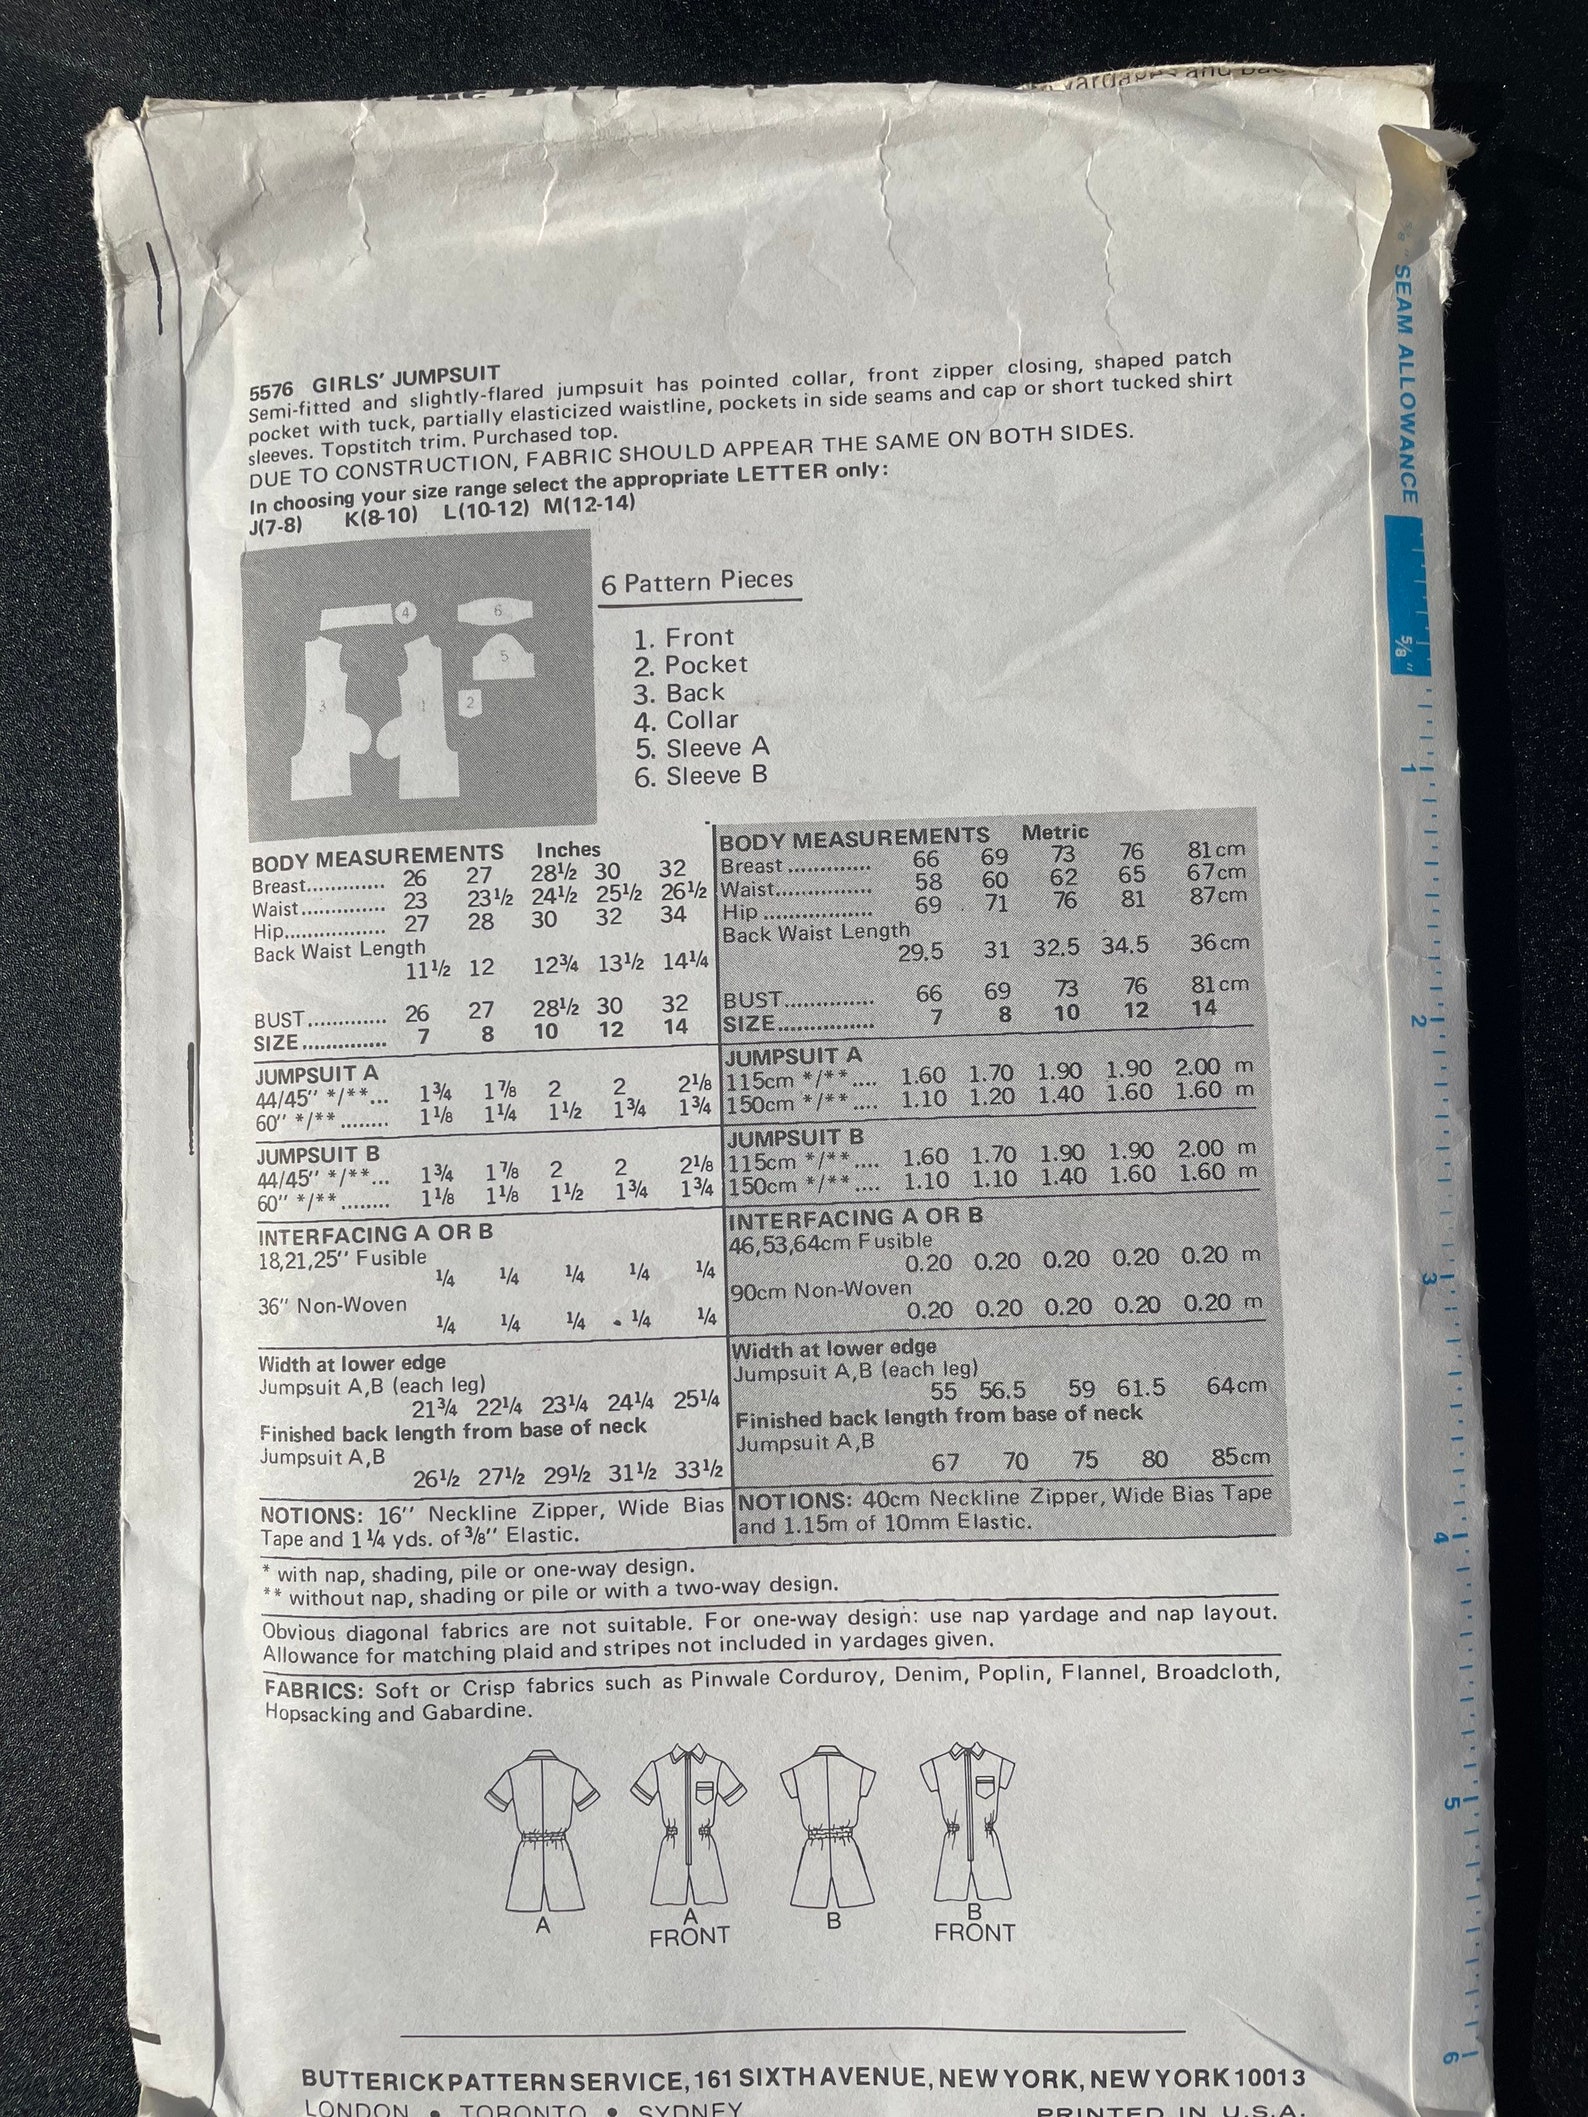 yardages and
5576 GIRLS' JUMPSUIT
Semi-fitted and slightly-flared jumpsuit has pointed collar, front zipper closing, shaped patch
pocket with tuck, partially elasticized waistline, pockets in side seams and cap or short tucked shirt
sleeves. Topstitch trim. Purchased top.
DUE TO CONSTRUCTION, FABRIC SHOULD APPEAR THE SAME ON BOTH SIDES.
In choosing your size range select the appropriate LETTER only:
J(7-8) K(8-10) L(10-12) M(12-14)
6 Pattern Pieces
1. Front
2. Pocket
3. Back
4. Collar
5. Sleeve A
6. Sleeve B
4
6
5
3
1
2
BODY MEASUREMENTS Inches
Breast............. 26 27 28½ 30 32
Waist.............. 23 23½ 24½ 25½ 26½
Hip................. 27 28 30 32 34
Back Waist Length
11½ 12 12¾ 13½ 14¼
BUST............. 26 27 28½ 30 32
SIZE.............. 7 8 10 12 14
JUMPSUIT A
44/45" */**... 1¾ 1⅞ 2 2 2⅛
60" */**........ 1⅛ 1¼ 1½ 1¾ 1¾
JUMPSUIT B
44/45" */**... 1¾ 1⅞ 2 2 2⅛
60" */**........ 1⅛ 1⅛ 1½ 1¾ 1¾
INTERFACING A OR B
18,21,25" Fusible
¼ ¼ ¼ ¼ ¼
36" Non-Woven
¼ ¼ ¼ ¼ ¼
Width at lower edge
Jumpsuit A,B (each leg)
21¾ 22¼ 23¼ 24¼ 25¼
Finished back length from base of neck
Jumpsuit A,B
26½ 27½ 29½ 31½ 33½
NOTIONS: 16" Neckline Zipper, Wide Bias
Tape and 1¼ yds. of ⅜" Elastic.
BODY MEASUREMENTS Metric
Breast ............. 66 69 73 76 81cm
Waist............... 58 60 62 65 67cm
Hip .................. 69 71 76 81 87cm
Back Waist Length
29.5 31 32.5 34.5 36cm
BUST............... 66 69 73 76 81cm
SIZE................ 7 8 10 12 14
JUMPSUIT A
115cm */**.... 1.60 1.70 1.90 1.90 2.00 m
150cm */**.... 1.10 1.20 1.40 1.60 1.60 m
JUMPSUIT B
115cm */**.... 1.60 1.70 1.90 1.90 2.00 m
150cm */**.... 1.10 1.10 1.40 1.60 1.60 m
INTERFACING A OR B
46,53,64cm Fusible
0.20 0.20 0.20 0.20 0.20 m
90cm Non-Woven
0.20 0.20 0.20 0.20 0.20 m
Width at lower edge
Jumpsuit A,B (each leg)
55 56.5 59 61.5 64cm
Finished back length from base of neck
Jumpsuit A,B
67 70 75 80 85cm
NOTIONS: 40cm Neckline Zipper, Wide Bias Tape
and 1.15m of 10mm Elastic.
* with nap, shading, pile or one-way design.
** without nap, shading or pile or with a two-way design.
Obvious diagonal fabrics are not suitable. For one-way design: use nap yardage and nap layout.
Allowance for matching plaid and stripes not included in yardages given.
FABRICS: Soft or Crisp fabrics such as Pinwale Corduroy, Denim, Poplin, Flannel, Broadcloth,
Hopsacking and Gabardine.
A
A
FRONT
B
B
FRONT
BUTTERICK PATTERN SERVICE, 161 SIXTH AVENUE, NEW YORK, NEW YORK 10013
LONDON • TORONTO • SYDNEY
PRINTED IN U.S.A.
⅝" SEAM ALLOWANCE
⅝"
1
2
3
4
5
6